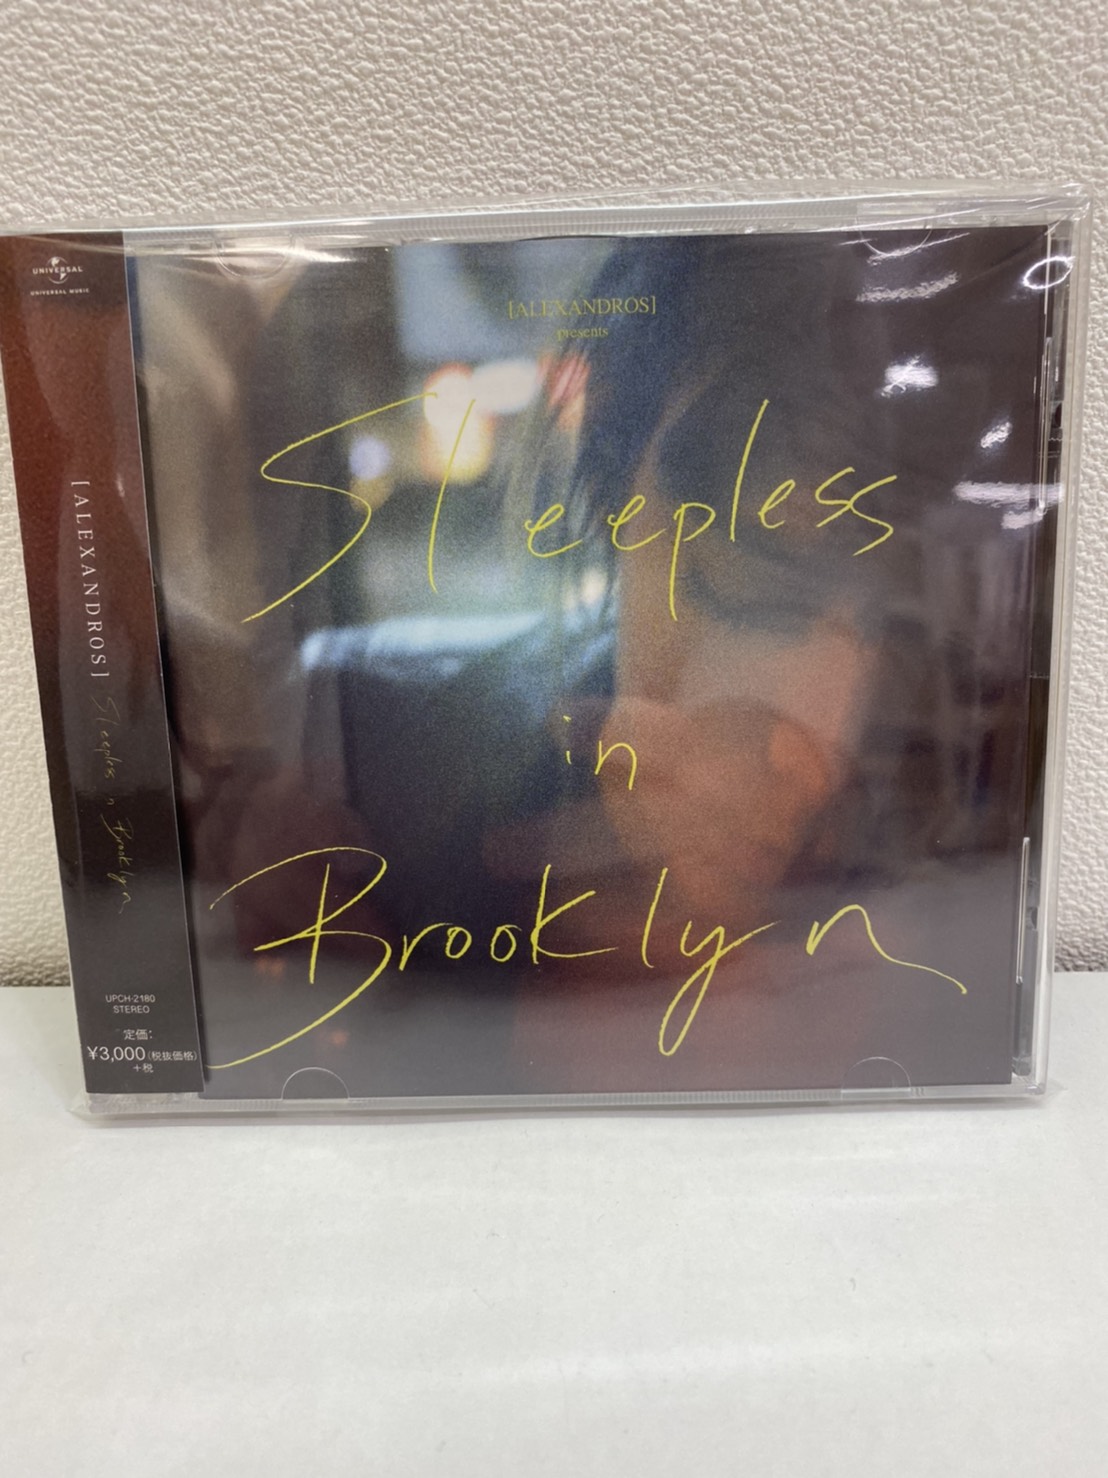 UNIVERSAL
UNIVERSAL MUSIC
[ALEXANDROS] Sleepless in Brooklyn
UPCH-2180
STEREO
定価:
¥3,000(税抜価格)
+税
[ALEXANDROS]
presents
Sleepless
in
Brooklyn